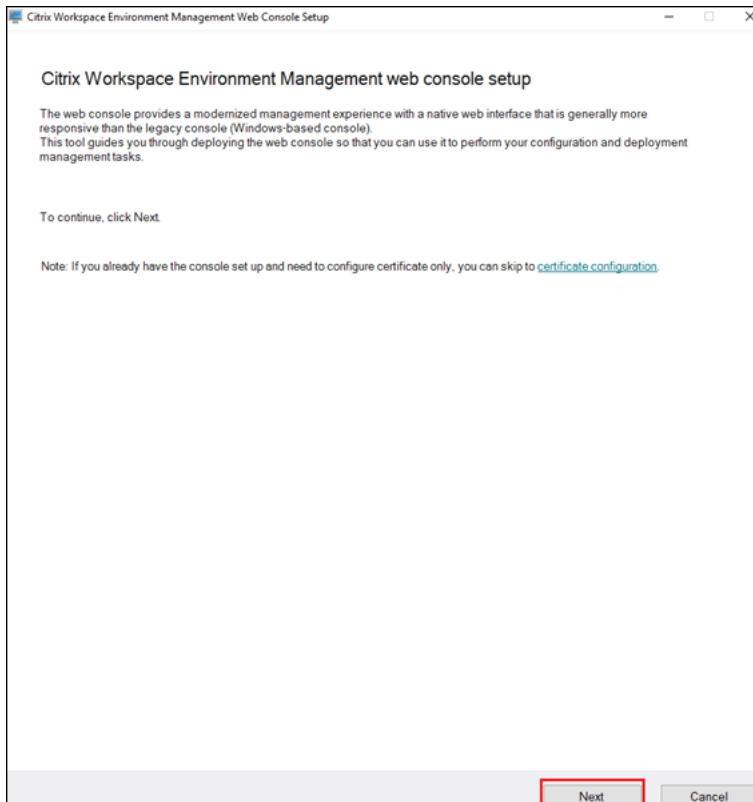 Citrix Workspace Environment Management Web Console Setup
Citrix Workspace Environment Management web console setup
The web console provides a modernized management experience with a native web interface that is generally more
responsive than the legacy console (Windows-based console).
This tool guides you through deploying the web console so that you can use it to perform your configuration and deployment
management tasks.
To continue, click Next.
Note: If you already have the console set up and need to configure certificate only, you can skip to certificate configuration.
Next Cancel